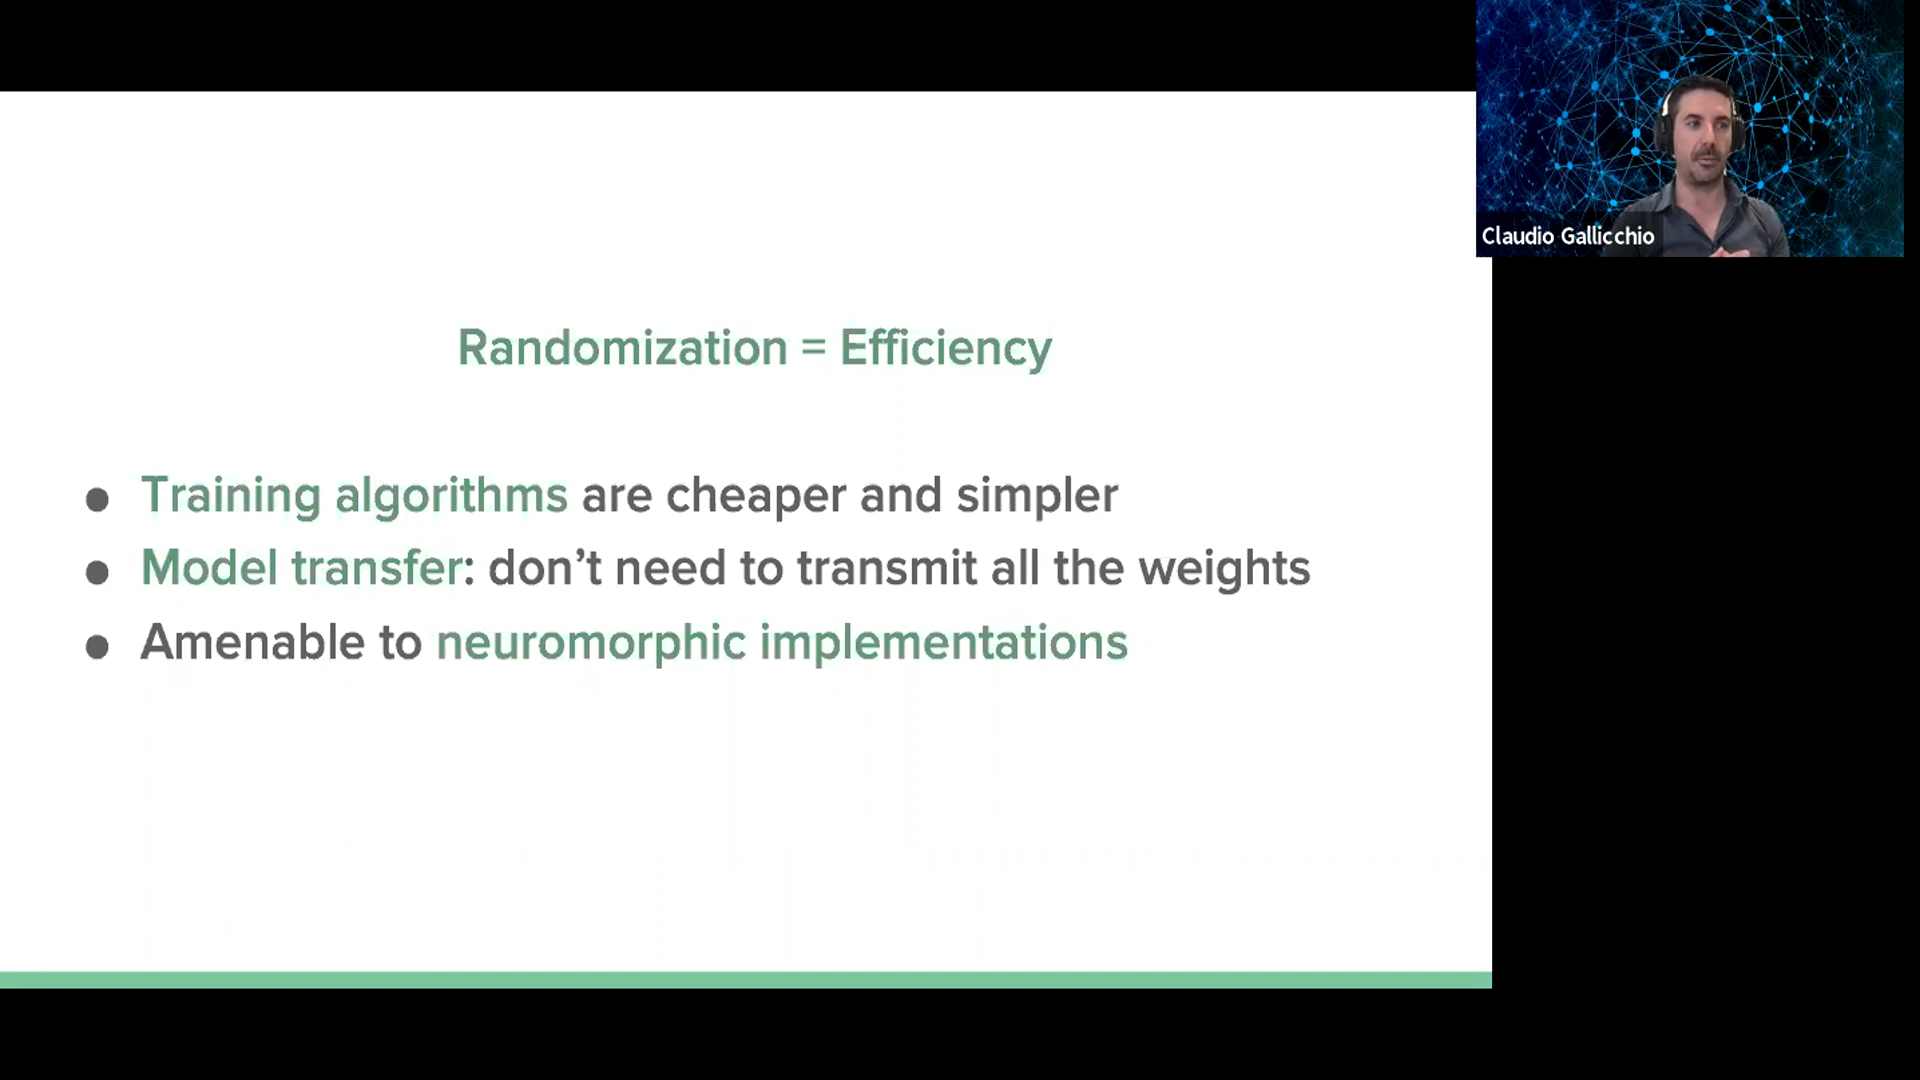 Claudio Gallicchio
Randomization = Efficiency
● Training algorithms are cheaper and simpler
● Model transfer: don’t need to transmit all the weights
● Amenable to neuromorphic implementations